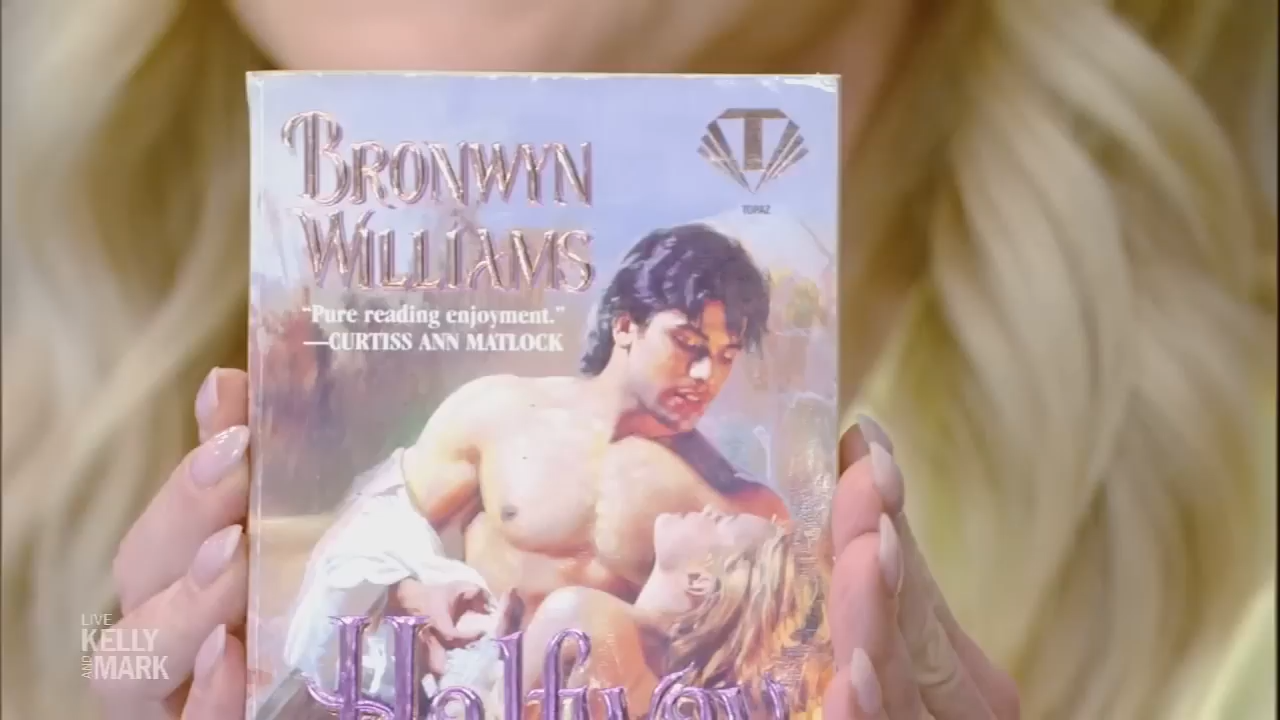 BRONWYN
WILLIAMS
T
TOPAZ
"Pure reading enjoyment."
—CURTISS ANN MATLOCK
LIVE
KELLY
AND MARK